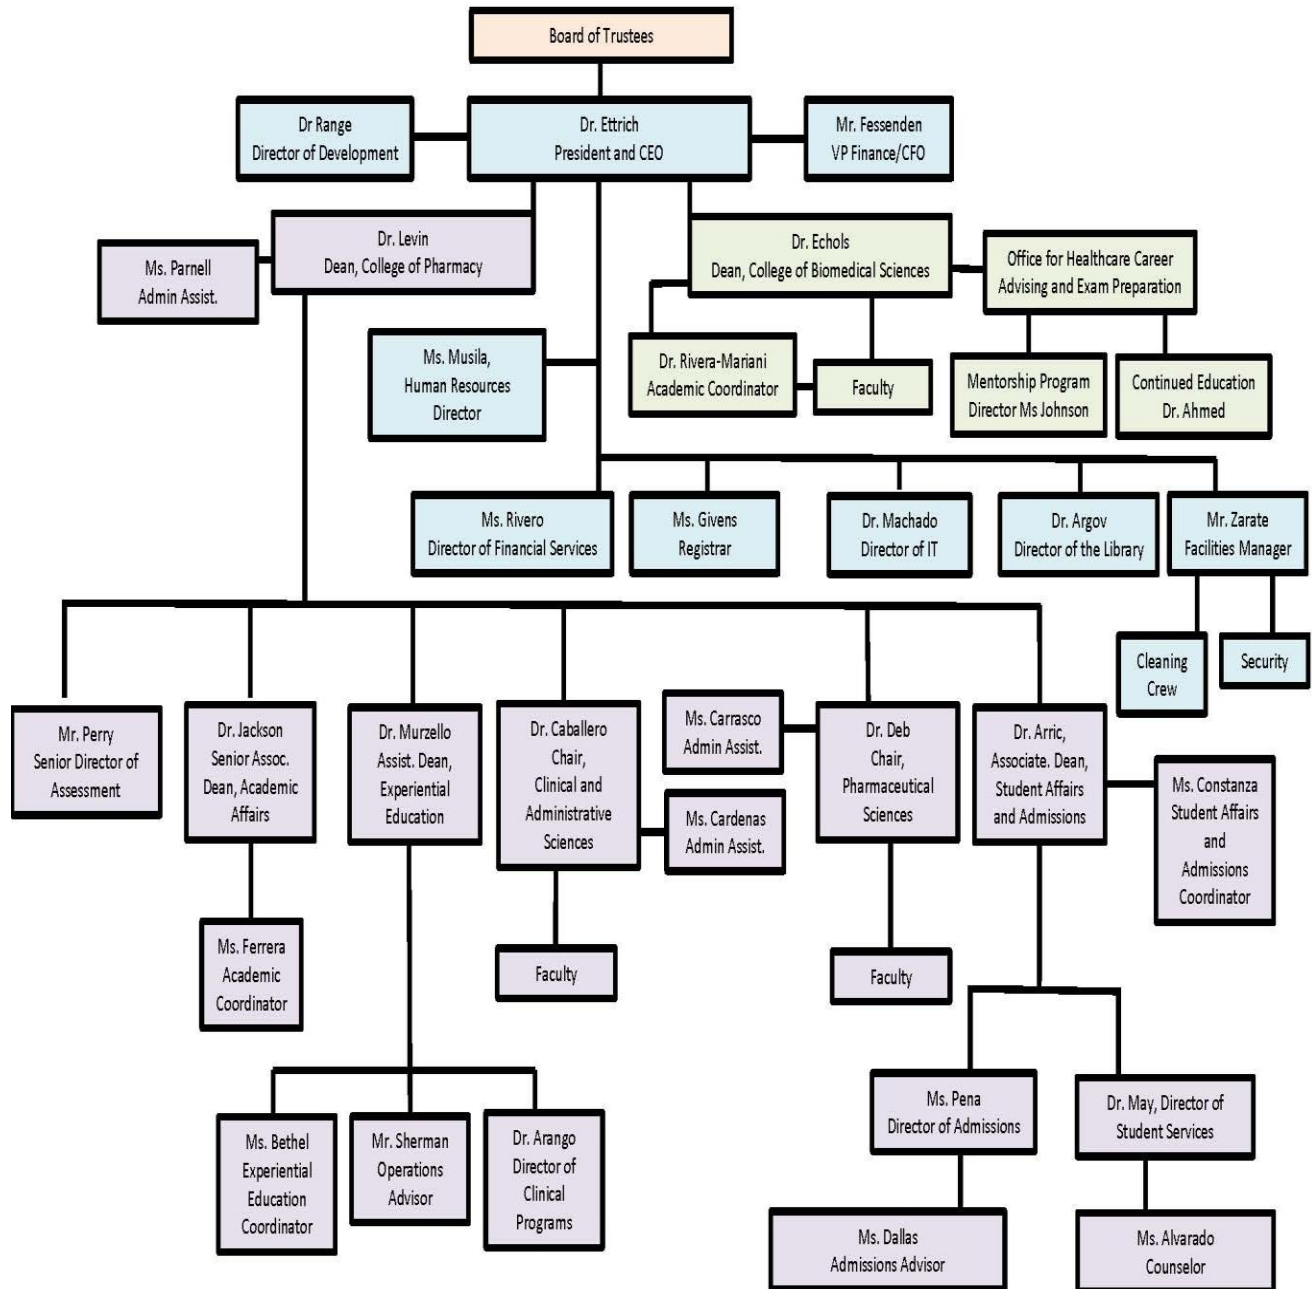 Board of Trustees
Dr Range
Director of Development
Dr. Ettrich
President and CEO
Mr. Fessenden
VP Finance/CFO
Ms. Parnell
Admin Assist.
Dr. Levin
Dean, College of Pharmacy
Dr. Echols
Dean, College of Biomedical Sciences
Office for Healthcare Career
Advising and Exam Preparation
Ms. Musila,
Human Resources
Director
Dr. Rivera-Mariani
Academic Coordinator
Faculty
Mentorship Program
Director Ms Johnson
Continued Education
Dr. Ahmed
Ms. Rivero
Director of Financial Services
Ms. Givens
Registrar
Dr. Machado
Director of IT
Dr. Argov
Director of the Library
Mr. Zarate
Facilities Manager
Cleaning
Crew
Security
Mr. Perry
Senior Director of
Assessment
Dr. Jackson
Senior Assoc.
Dean, Academic
Affairs
Dr. Murzello
Assist. Dean,
Experiential
Education
Dr. Caballero
Chair,
Clinical and
Administrative
Sciences
Ms. Carrasco
Admin Assist.
Ms. Cardenas
Admin Assist.
Dr. Deb
Chair,
Pharmaceutical
Sciences
Dr. Arric,
Associate. Dean,
Student Affairs
and Admissions
Ms. Constanza
Student Affairs
and
Admissions
Coordinator
Ms. Ferrera
Academic
Coordinator
Faculty
Faculty
Ms. Bethel
Experiential
Education
Coordinator
Mr. Sherman
Operations
Advisor
Dr. Arango
Director of
Clinical
Programs
Ms. Pena
Director of Admissions
Dr. May, Director of
Student Services
Ms. Dallas
Admissions Advisor
Ms. Alvarado
Counselor